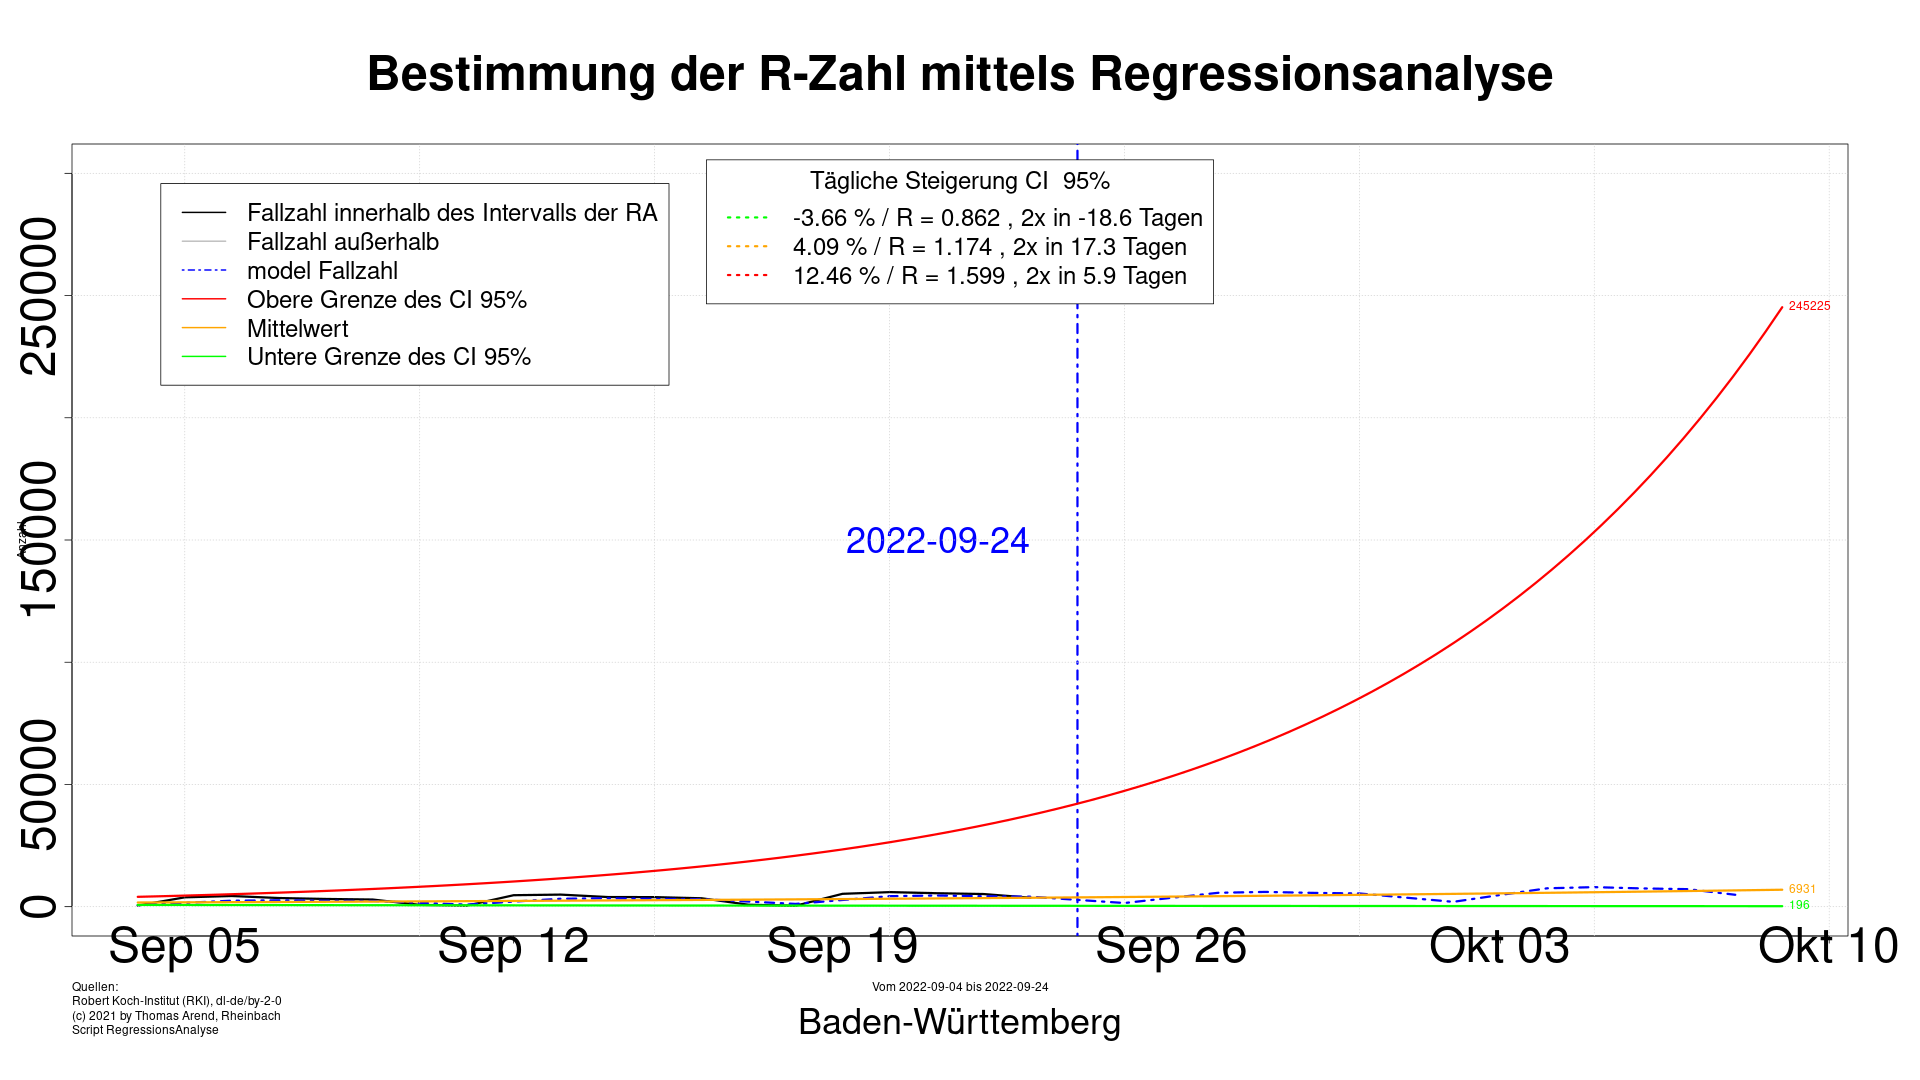 Bestimmung der R-Zahl mittels Regressionsanalyse
Fallzahl innerhalb des Intervalls der RA
Fallzahl außerhalb
model Fallzahl
Obere Grenze des CI 95%
Mittelwert
Untere Grenze des CI 95%
Tägliche Steigerung CI  95%
-3.66 % / R = 0.862 , 2x in -18.6 Tagen
4.09 % / R = 1.174 , 2x in 17.3 Tagen
12.46 % / R = 1.599 , 2x in 5.9 Tagen
250000
150000
50000
0
Anzahl
2022-09-24
245225
6931
196
Sep 05
Sep 12
Sep 19
Sep 26
Okt 03
Okt 10
Quellen:
Robert Koch-Institut (RKI), dl-de/by-2-0
(c) 2021 by Thomas Arend, Rheinbach
Script RegressionsAnalyse
Vom 2022-09-04 bis 2022-09-24
Baden-Württemberg